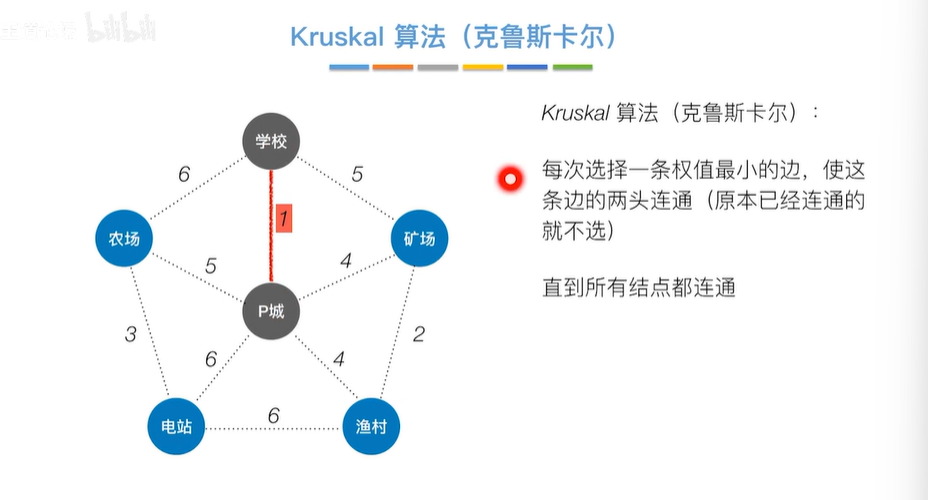 bilibili
Kruskal 算法（克鲁斯卡尔）
Kruskal 算法（克鲁斯卡尔）：
每次选择一条权值最小的边，使这
条边的两头连通（原本已经连通的
就不选）
直到所有结点都连通
学校
6
5
1
农场
矿场
5
4
P城
3
2
6
4
电站
6
渔村